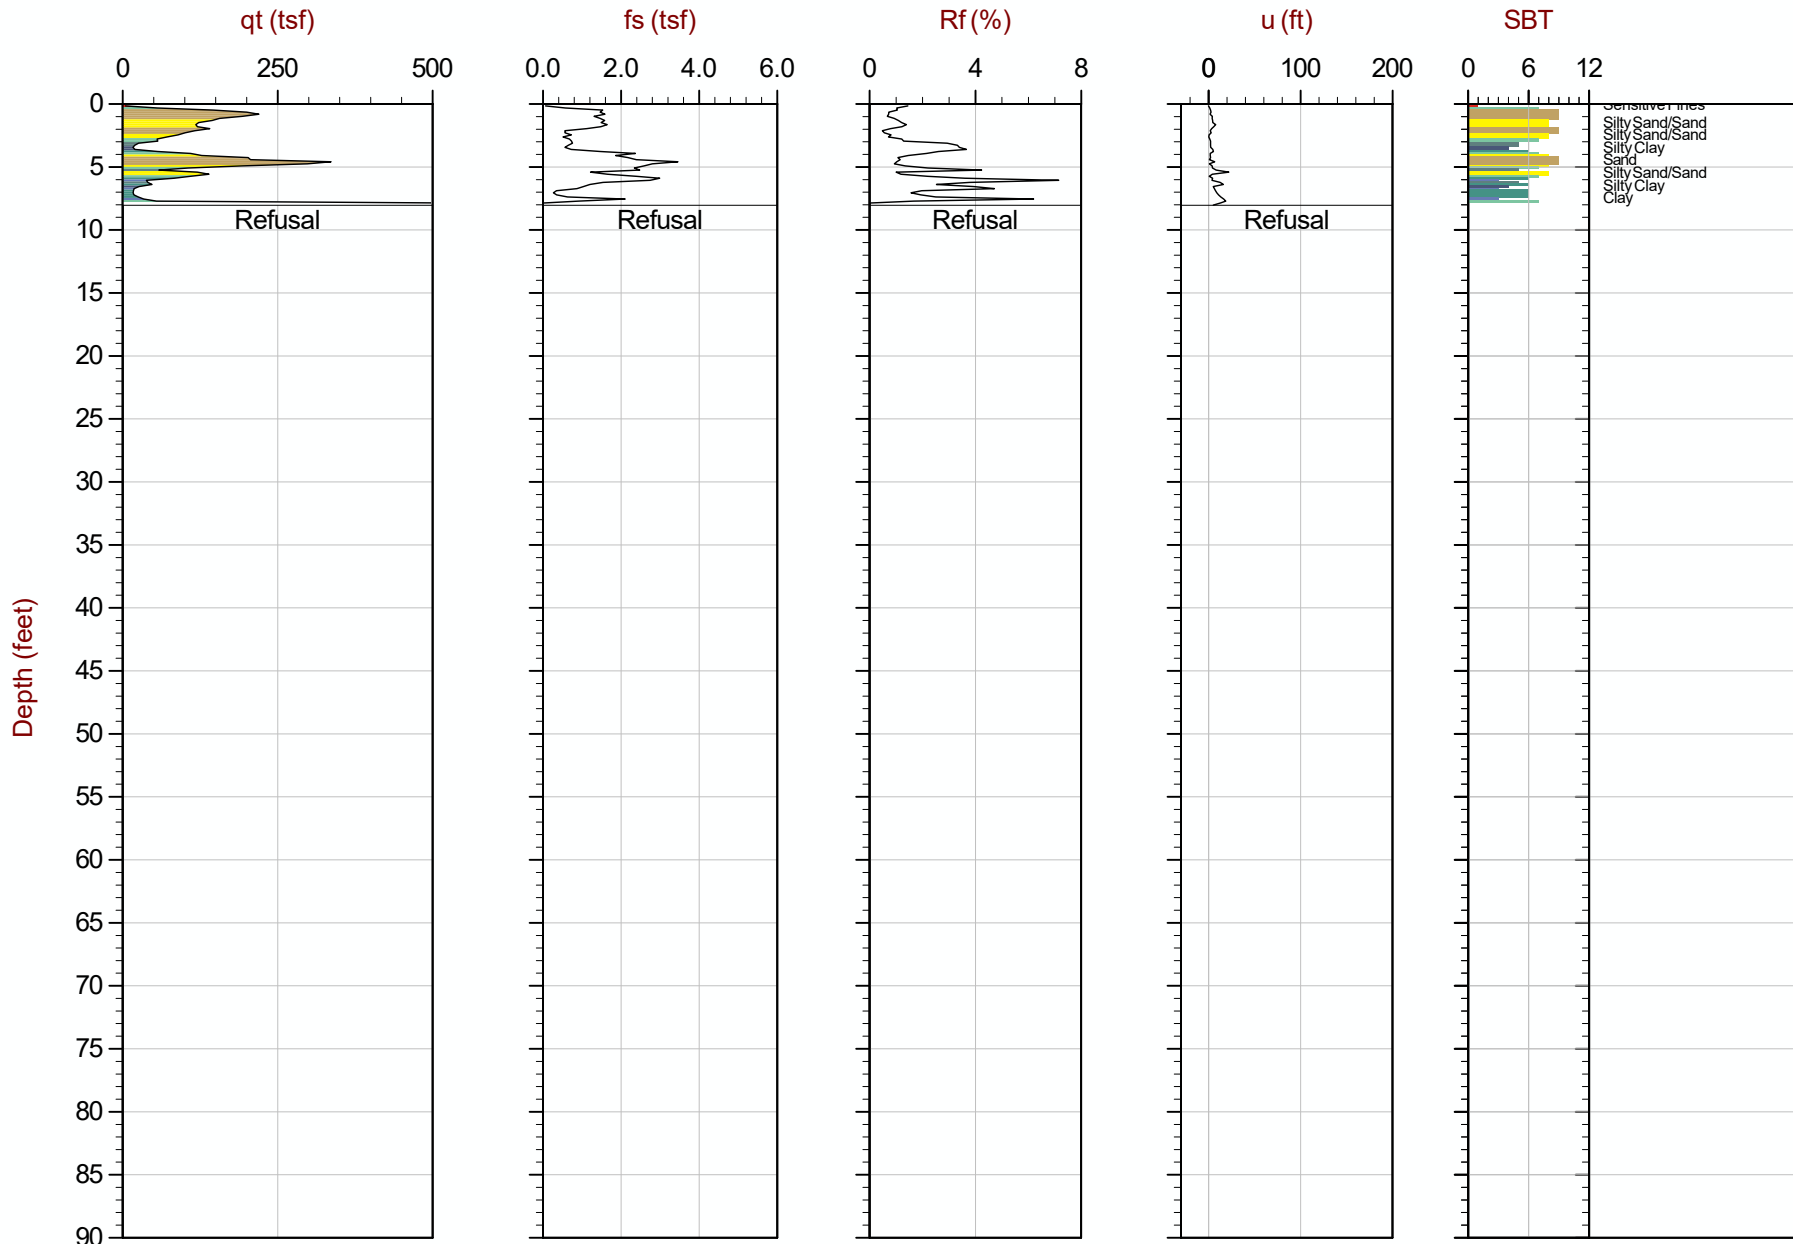 qt (tsf) fs (tsf) Rf (%) u (ft) SBT
0 250 500 0.0 2.0 4.0 6.0 0 4 8 0 100 200 0 6 12
0
5
10
15
20
25
30
35
40
45
50
55
60
65
70
75
80
85
90
Depth (feet)
Refusal Refusal Refusal Refusal
Sensitive Fines
Silty Sand/Sand
Silty Sand/Sand
Silty Clay
Sand
Silty Sand/Sand
Silty Clay
Clay